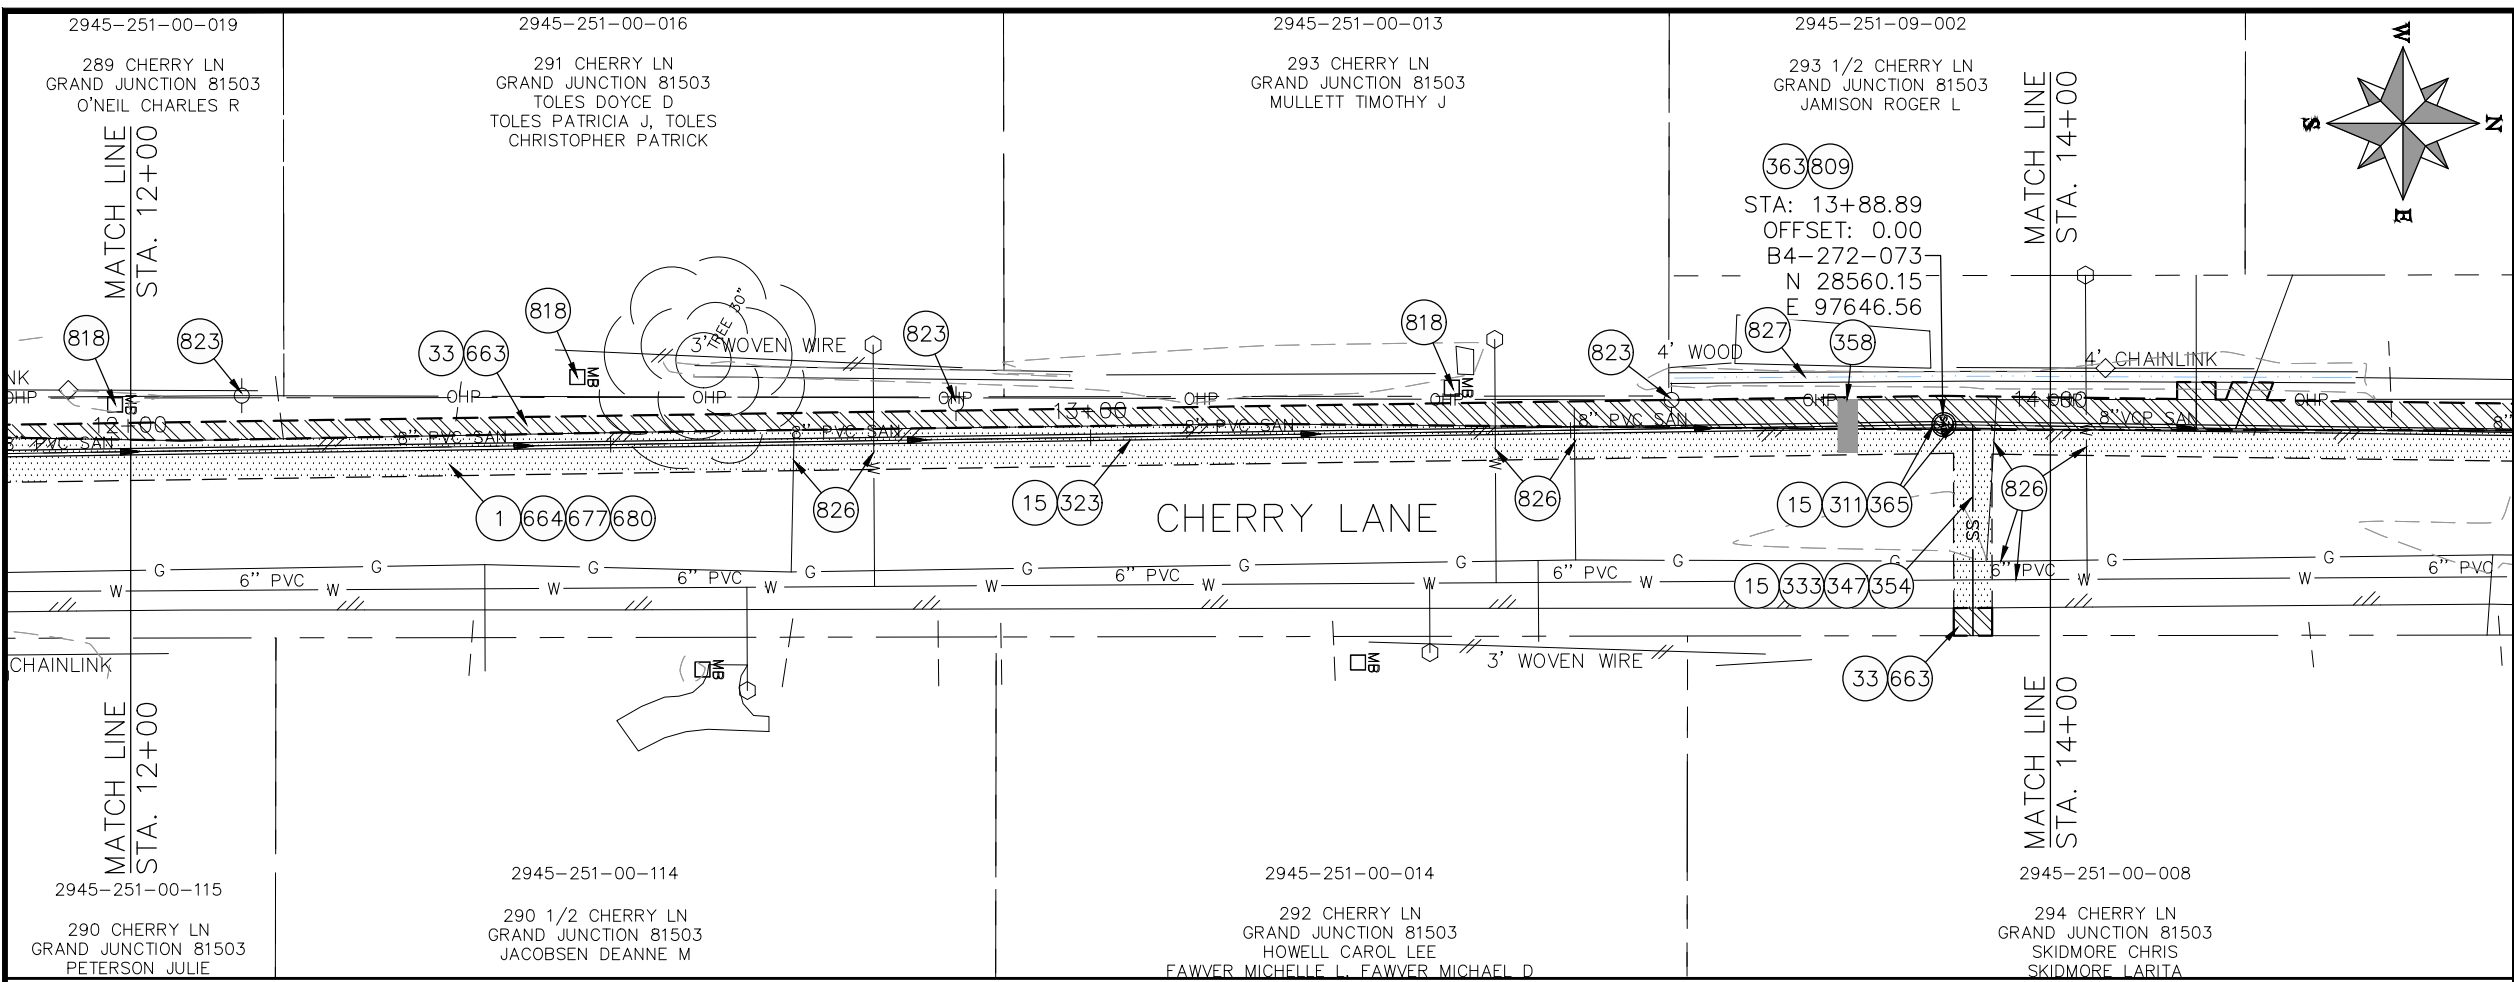 2945-251-00-019
289 CHERRY LN
GRAND JUNCTION 81503
O'NEIL CHARLES R
2945-251-00-016
291 CHERRY LN
GRAND JUNCTION 81503
TOLES DOYCE D
TOLES PATRICIA J, TOLES
CHRISTOPHER PATRICK
2945-251-00-013
293 CHERRY LN
GRAND JUNCTION 81503
MULLETT TIMOTHY J
2945-251-09-002
293 1/2 CHERRY LN
GRAND JUNCTION 81503
JAMISON ROGER L
W
N
S
E
MATCH LINE
STA. 12+00
MATCH LINE
STA. 14+00
363 809
STA: 13+88.89
OFFSET: 0.00
B4-272-073
N 28560.15
E 97646.56
818
823
33 663
818
TREE 30"
3' WOVEN WIRE
823
818
823
4' WOOD
827
358
4' CHAINLINK
NK
OHP
MB
12+00
OHP
MB
OHP
OHP
13+00
OHP
MB
OHP
OHP
14+00
OHP
8" PVC SAN
8" PVC SAN
8" PVC SAN
8" PVC SAN
8" PVC SAN
8" VCP SAN
8"
W
W
W
1 664 677 680
826
15 323
CHERRY LANE
826
15 311 365
826
SS
G
G
G
G
G
G
G
G
G
G
G
6" PVC
6" PVC
6" PVC
6" PVC
6" PVC
6" PVC
W
W
W
W
W
W
W
W
W
W
15 333 347 354
CHAINLINK
MB
MB
3' WOVEN WIRE
33 663
MATCH LINE
STA. 12+00
MATCH LINE
STA. 14+00
2945-251-00-115
290 CHERRY LN
GRAND JUNCTION 81503
PETERSON JULIE
2945-251-00-114
290 1/2 CHERRY LN
GRAND JUNCTION 81503
JACOBSEN DEANNE M
2945-251-00-014
292 CHERRY LN
GRAND JUNCTION 81503
HOWELL CAROL LEE
FAWVER MICHELLE L, FAWVER MICHAEL D
2945-251-00-008
294 CHERRY LN
GRAND JUNCTION 81503
SKIDMORE CHRIS
SKIDMORE LARITA